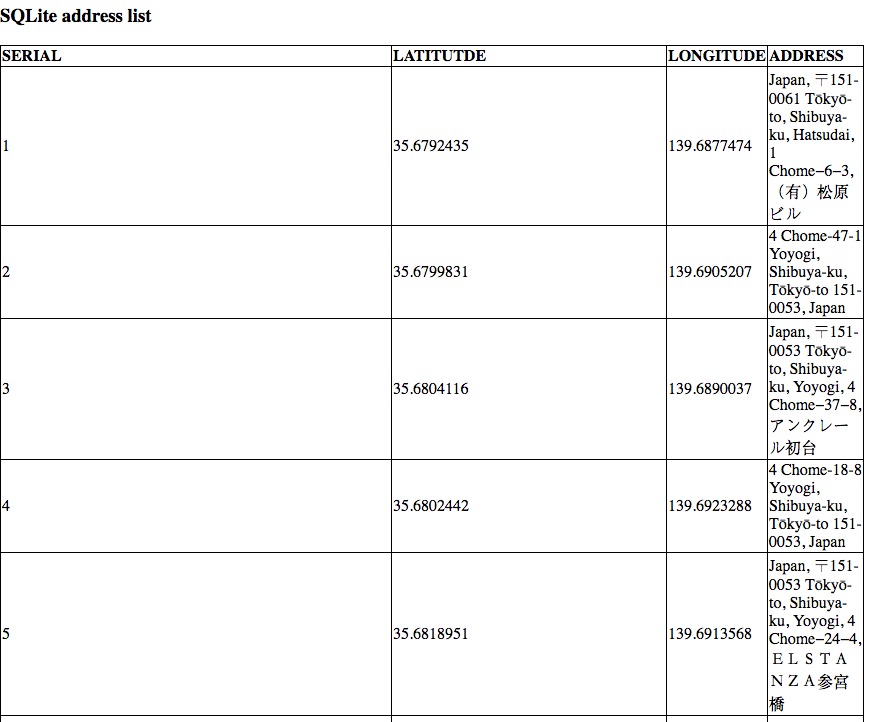 SQLite address list
SERIAL LATITUTDE LONGITUDE ADDRESS
1 35.6792435 139.6877474
Japan, 〒151-
0061 Tōkyō-
to, Shibuya-
ku, Hatsudai,
1
Chome−6−3,
（有）松原
ビル
2 35.6799831 139.6905207
4 Chome-47-1
Yoyogi,
Shibuya-ku,
Tōkyō-to 151-
0053, Japan
3 35.6804116 139.6890037
Japan, 〒151-
0053 Tōkyō-
to, Shibuya-
ku, Yoyogi, 4
Chome−37−8,
アンクレー
ル初台
4 35.6802442 139.6923288
4 Chome-18-8
Yoyogi,
Shibuya-ku,
Tōkyō-to 151-
0053, Japan
5 35.6818951 139.6913568
Japan, 〒151-
0053 Tōkyō-
to, Shibuya-
ku, Yoyogi, 4
Chome−24−4,
ＥＬＳＴＡ
ＮＺＡ参宮
橋